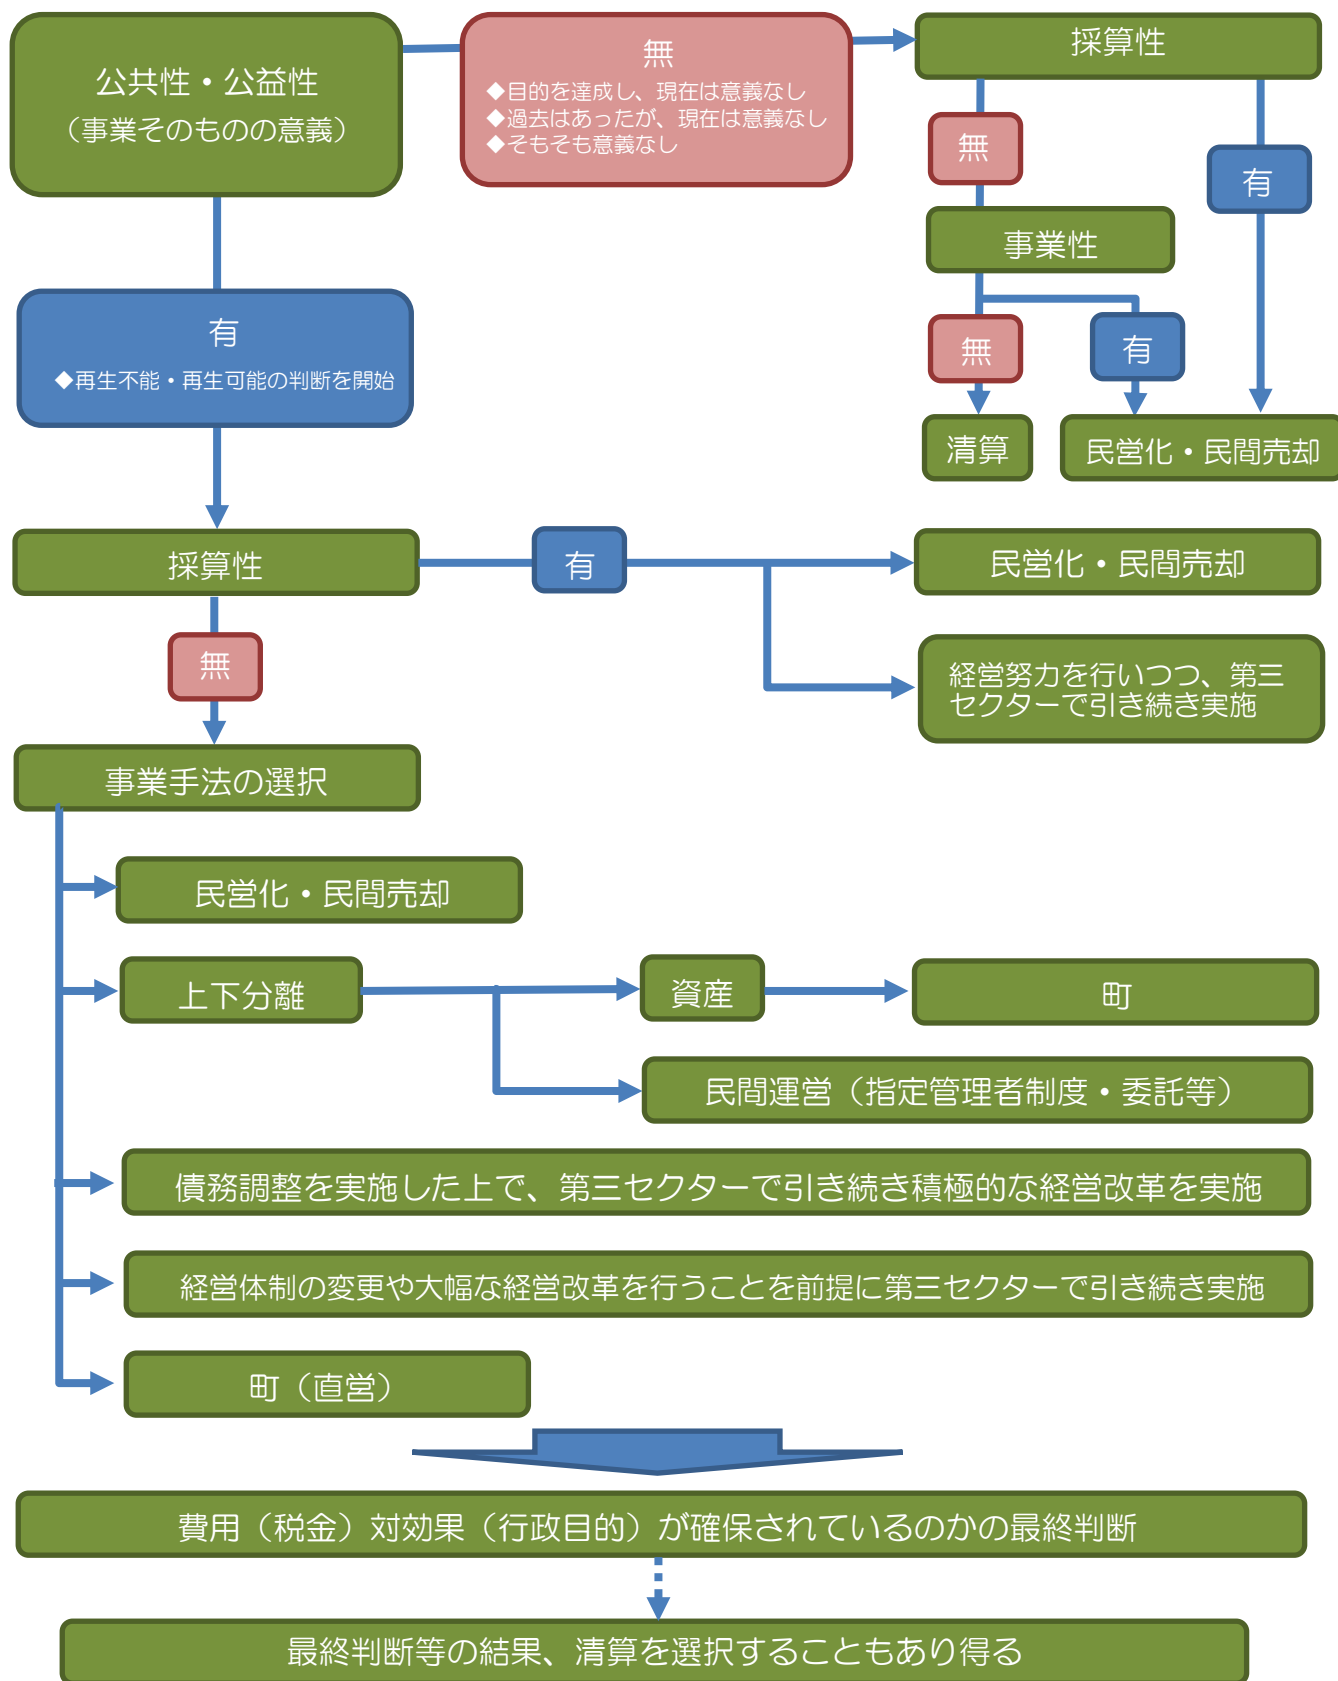 公共性・公益性
（事業そのものの意義）
無
◆目的を達成し、現在は意義なし
◆過去はあったが、現在は意義なし
◆そもそも意義なし
採算性
無
有
事業性
無
有
清算
民営化・民間売却
有
◆再生不能・再生可能の判断を開始
採算性
有
民営化・民間売却
経営努力を行いつつ、第三
セクターで引き続き実施
無
事業手法の選択
民営化・民間売却
上下分離
資産
町
民間運営（指定管理者制度・委託等）
債務調整を実施した上で、第三セクターで引き続き積極的な経営改革を実施
経営体制の変更や大幅な経営改革を行うことを前提に第三セクターで引き続き実施
町（直営）
費用（税金）対効果（行政目的）が確保されているのかの最終判断
最終判断等の結果、清算を選択することもあり得る